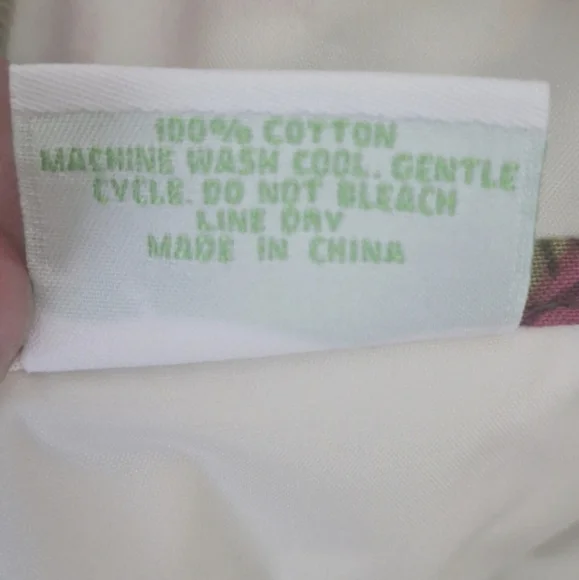 100% COTTON
MACHINE WASH COOL. GENTLE
CYCLE. DO NOT BLEACH
LINE DRY
MADE IN CHINA